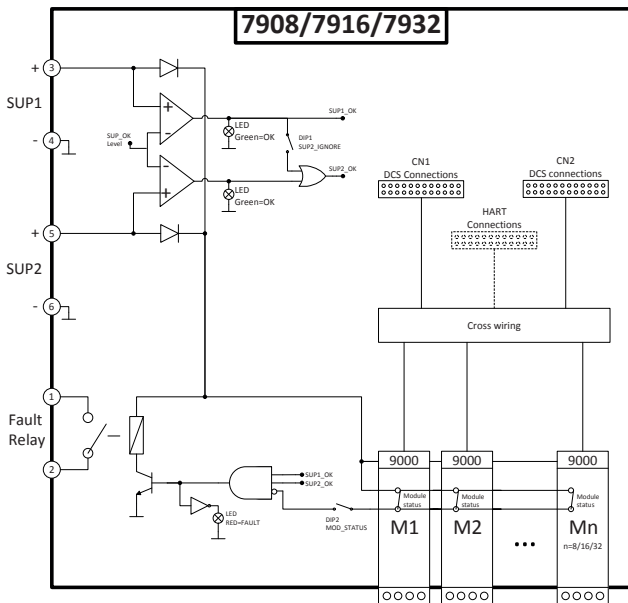 7908/7916/7932
+
3
SUP1
-
4
SUP_OK
Level
+
-
-
+
LED
Green=OK
SUP1_OK
DIP1
SUP2_IGNORE
SUP2_OK
LED
Green=OK
+
5
SUP2
-
6
CN1
DCS Connections
CN2
DCS connections
HART
Connections
Cross wiring
1
Fault
Relay
2
SUP1_OK
SUP2_OK
LED
RED=FAULT
DIP2
MOD_STATUS
9000
Module
status
M1
9000
Module
status
M2
...
9000
Module
status
Mn
n=8/16/32